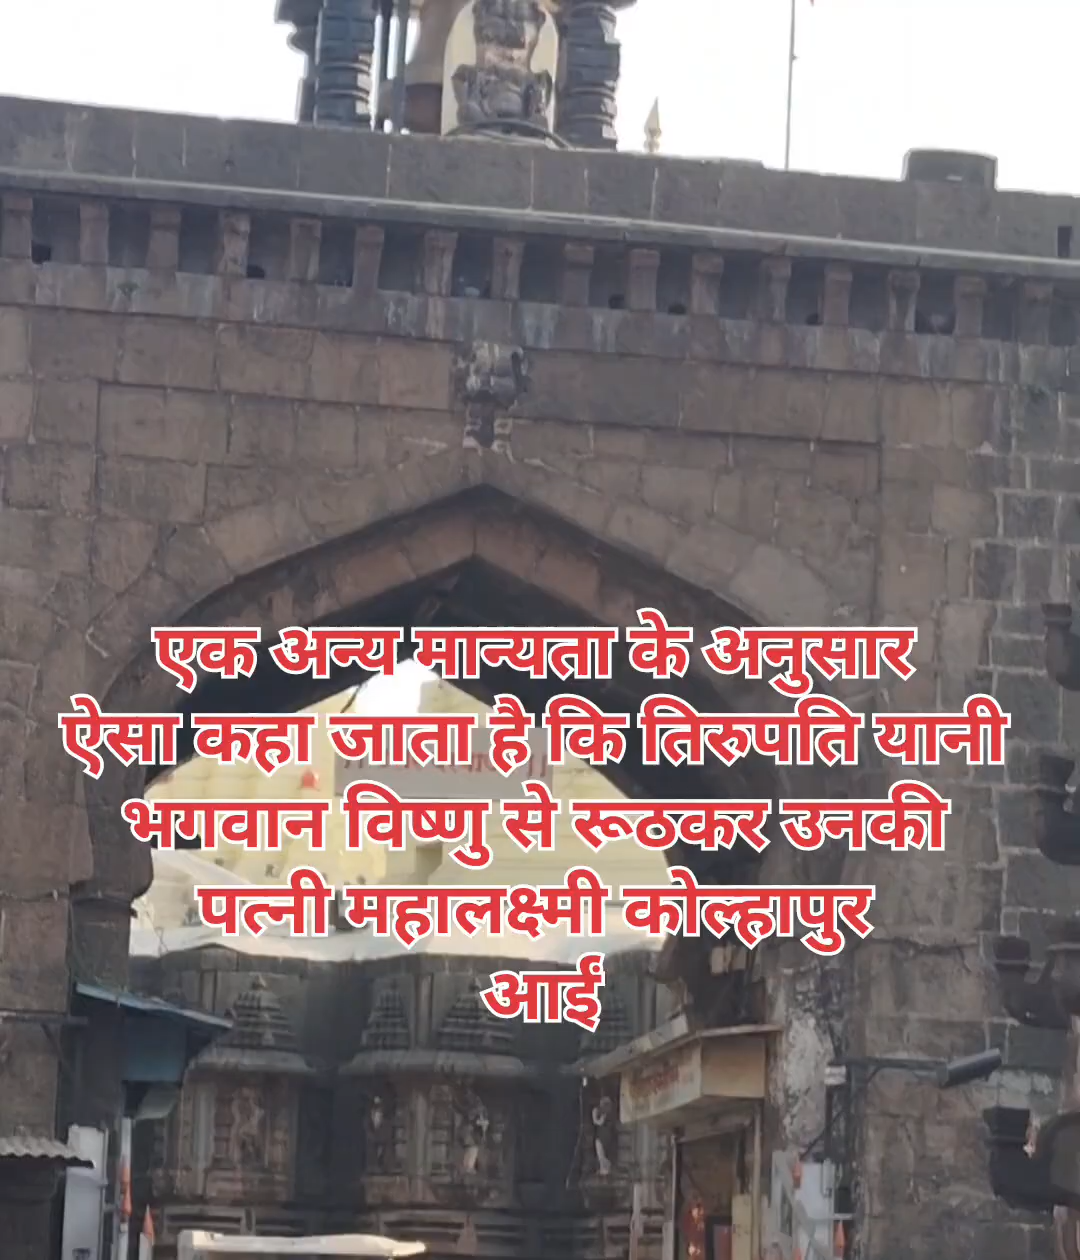 एक अन्य मान्यता के अनुसार
ऐसा कहा जाता है कि तिरुपति यानी
भगवान विष्णु से रूठकर उनकी
पत्नी महालक्ष्मी कोल्हापुर
आईं